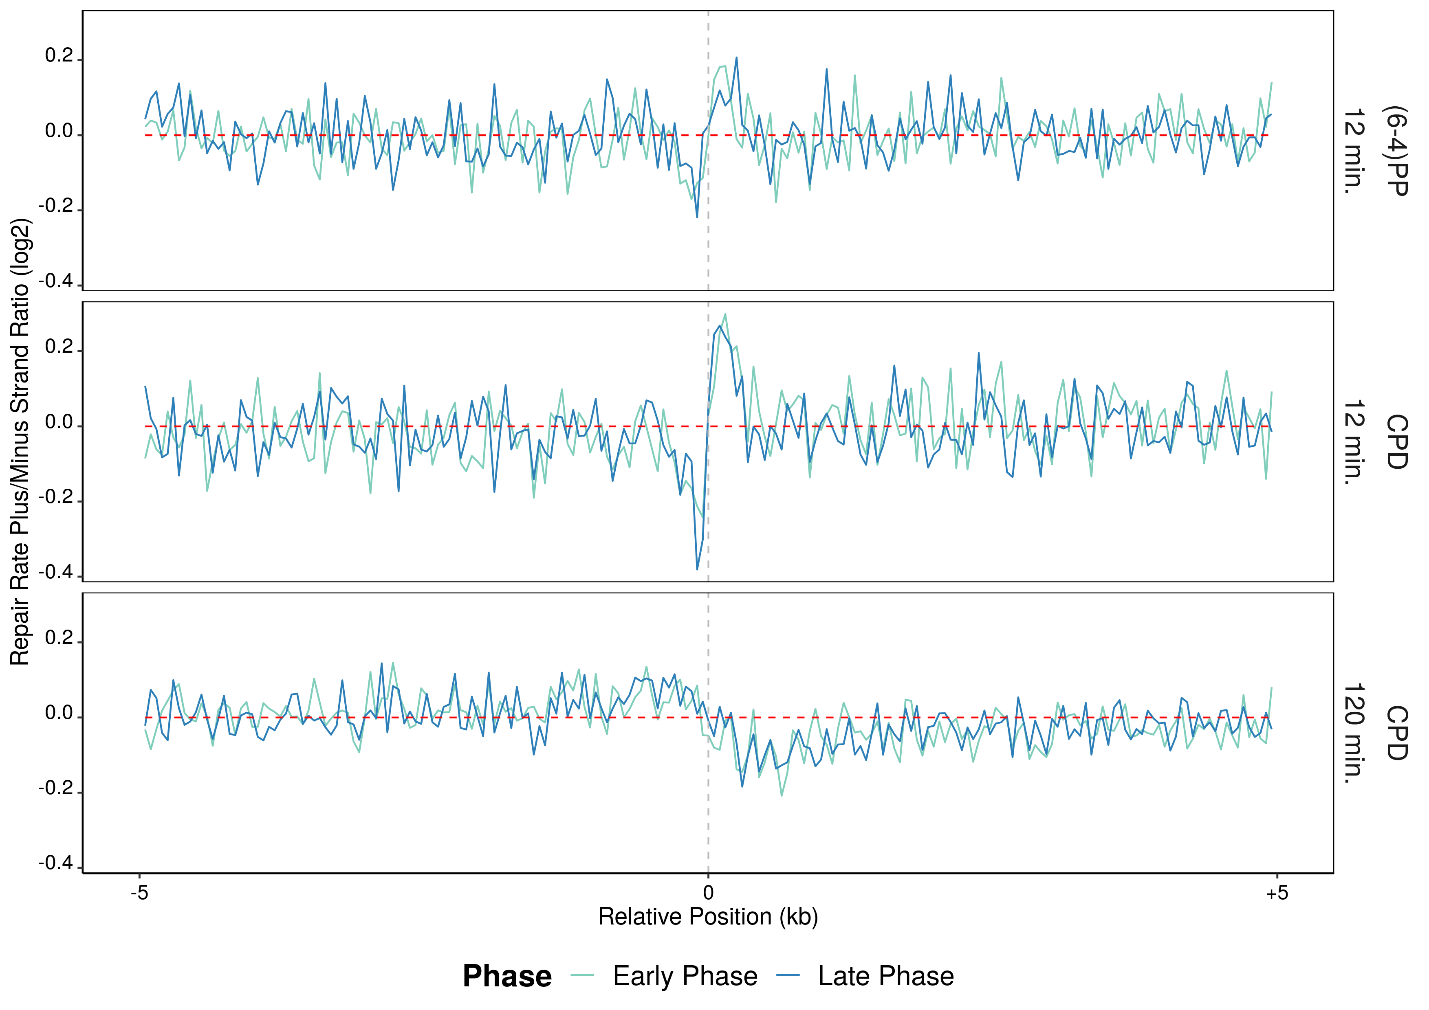 Repair Rate Plus/Minus Strand Ratio (log2)
0.2
0.0
-0.2
-0.4
(6-4)PP
12 min.
0.2
0.0
-0.2
-0.4
CPD
12 min.
0.2
0.0
-0.2
-0.4
CPD
120 min.
-5
0
+5
Relative Position (kb)
Phase Early Phase Late Phase